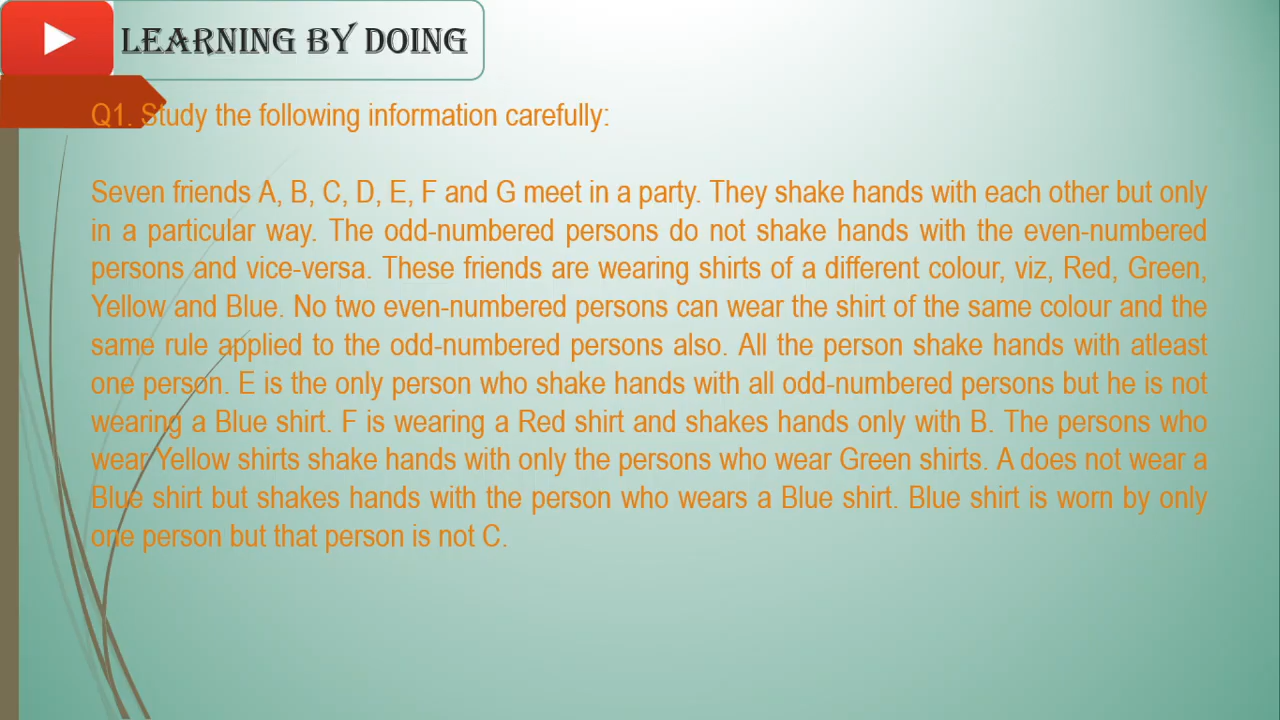 LEARNING BY DOING
Q1. Study the following information carefully:
Seven friends A, B, C, D, E, F and G meet in a party. They shake hands with each other but only
in a particular way. The odd-numbered persons do not shake hands with the even-numbered
persons and vice-versa. These friends are wearing shirts of a different colour, viz, Red, Green,
Yellow and Blue. No two even-numbered persons can wear the shirt of the same colour and the
same rule applied to the odd-numbered persons also. All the person shake hands with atleast
one person. E is the only person who shake hands with all odd-numbered persons but he is not
wearing a Blue shirt. F is wearing a Red shirt and shakes hands only with B. The persons who
wear Yellow shirts shake hands with only the persons who wear Green shirts. A does not wear a
Blue shirt but shakes hands with the person who wears a Blue shirt. Blue shirt is worn by only
one person but that person is not C.